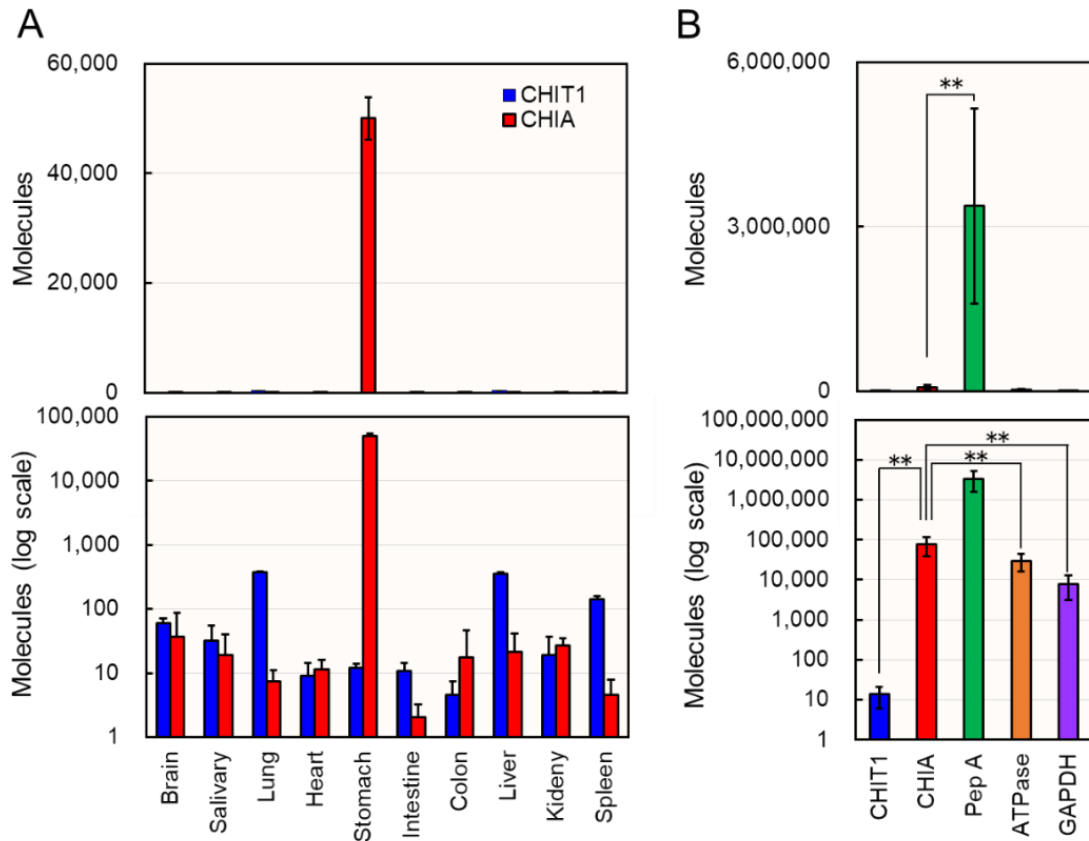 A
60,000
40,000
20,000
0
Molecules
CHIT1
CHIA
100,000
10,000
1,000
100
10
1
Molecules (log scale)
Brain
Salivary
Lung
Heart
Stomach
Intestine
Colon
Liver
Kideny
Spleen
B
6,000,000
3,000,000
0
Molecules
**
100,000,000
10,000,000
1,000,000
100,000
10,000
1,000
100
10
1
Molecules (log scale)
**
**
**
CHIT1
CHIA
Pep A
ATPase
GAPDH